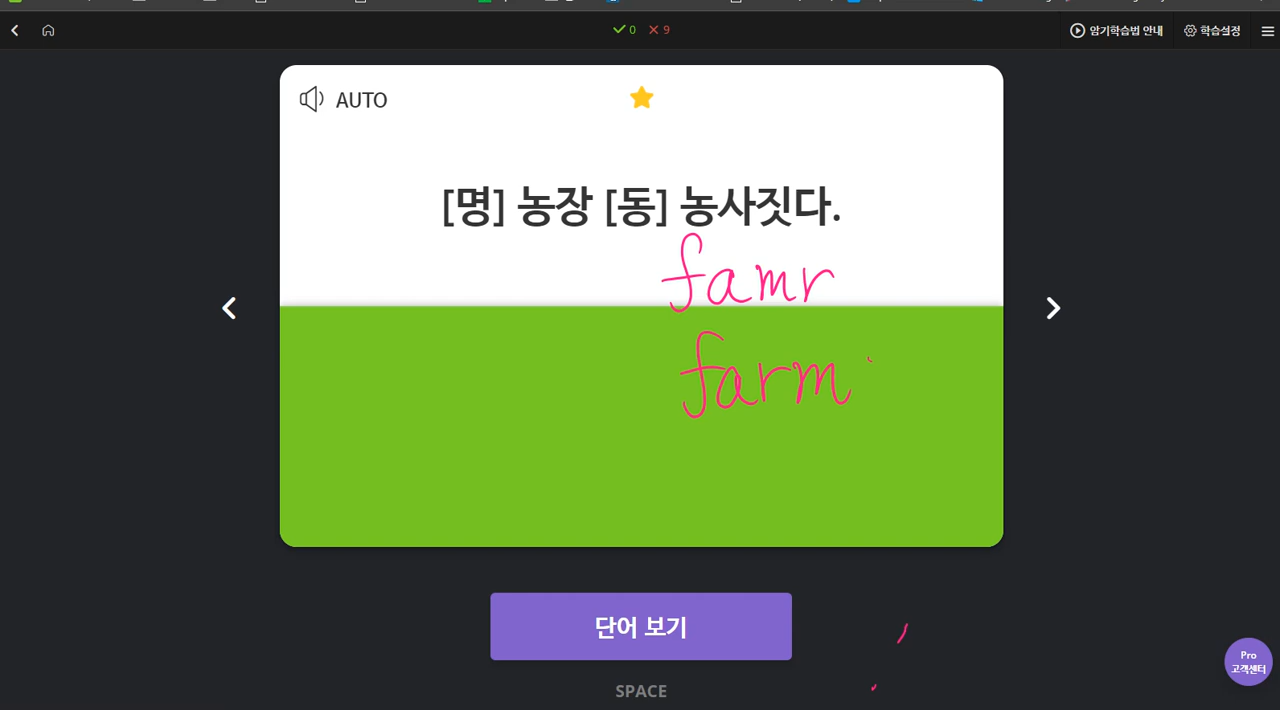 0 9 암기학습법 안내 학습설정
AUTO
[명] 농장 [동] 농사짓다.
famr
farm
단어 보기
SPACE
Pro
고객센터